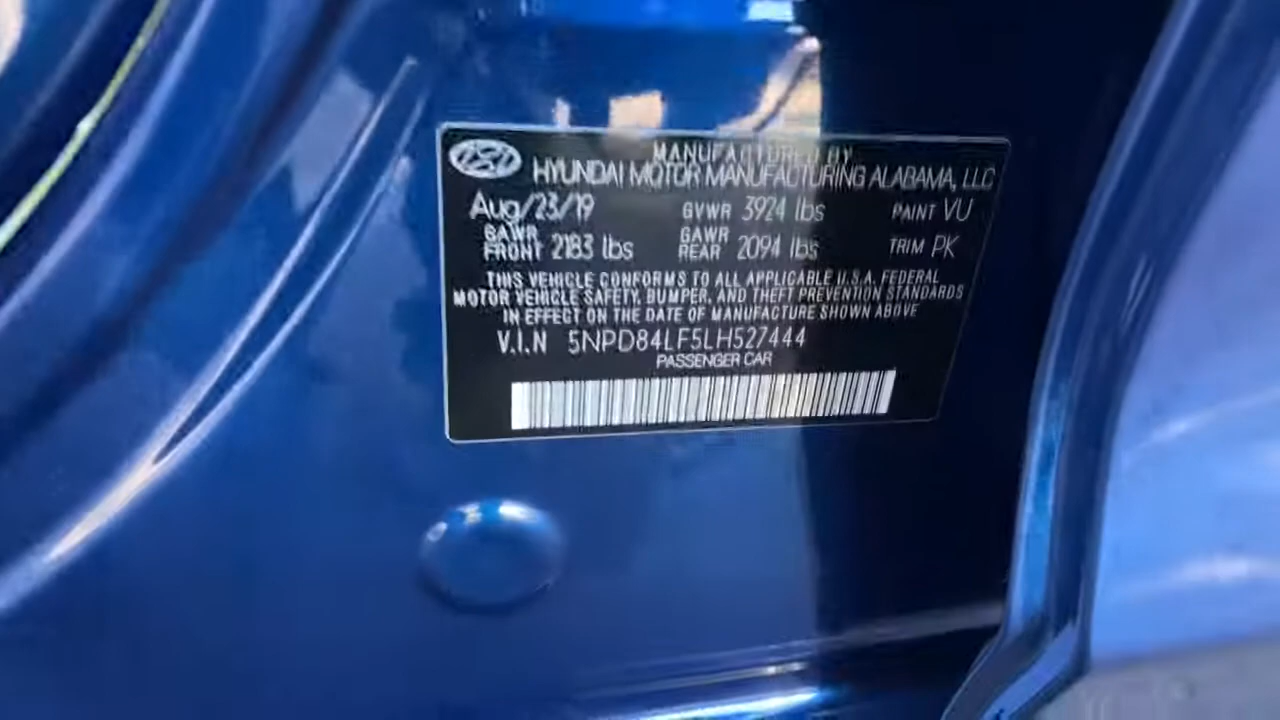 MANUFACTURED BY
HYUNDAI MOTOR MANUFACTURING ALABAMA, LLC
Aug/23/19 GVWR 3924 lbs PAINT VU
GAWR FRONT 2183 lbs GAWR REAR 2094 lbs TRIM PK
THIS VEHICLE CONFORMS TO ALL APPLICABLE U.S.A. FEDERAL
MOTOR VEHICLE SAFETY, BUMPER, AND THEFT PREVENTION STANDARDS
IN EFFECT ON THE DATE OF MANUFACTURE SHOWN ABOVE
V.I.N 5NPD84LF5LH527444
PASSENGER CAR